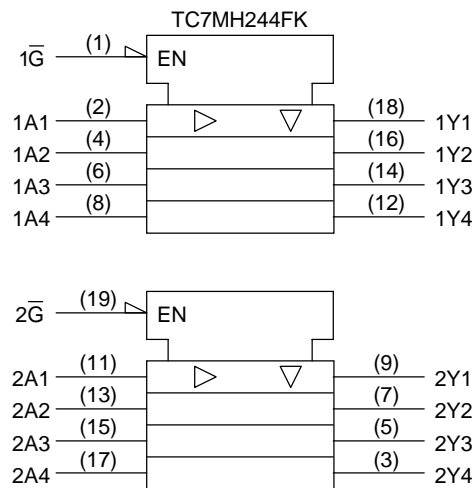 TC7MH244FK
1G̅ (1) EN
1A1 (2) (18) 1Y1
1A2 (4) (16) 1Y2
1A3 (6) (14) 1Y3
1A4 (8) (12) 1Y4
2G̅ (19) EN
2A1 (11) (9) 2Y1
2A2 (13) (7) 2Y2
2A3 (15) (5) 2Y3
2A4 (17) (3) 2Y4